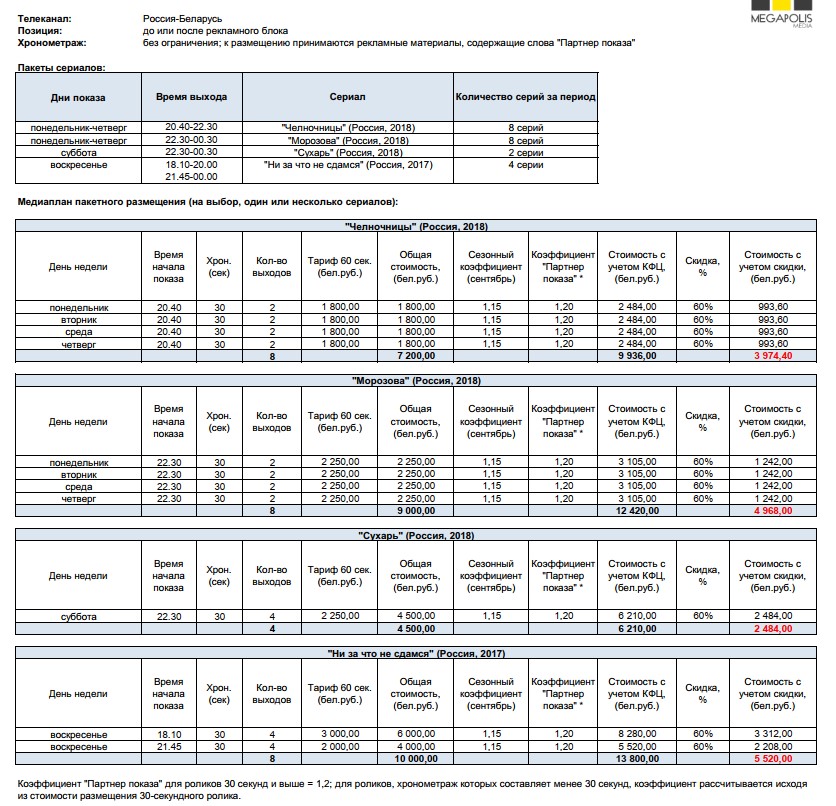 MEGAPOLIS
MEDIA
Телеканал: Россия-Беларусь
Позиция: до или после рекламного блока
Хронометраж: без ограничения; к размещению принимаются рекламные материалы, содержащие слова "Партнер показа"
Пакеты сериалов:
Дни показа Время выхода Сериал Количество серий за период
понедельник-четверг 20.40-22.30 "Челночницы" (Россия, 2018) 8 серий
понедельник-четверг 22.30-00.30 "Морозова" (Россия, 2018) 8 серий
суббота 22.30-00.30 "Сухарь" (Россия, 2018) 2 серии
воскресенье 18.10-20.00 "Ни за что не сдамся" (Россия, 2017) 4 серии
21.45-00.00
Медиаплан пакетного размещения (на выбор, один или несколько сериалов):
"Челночницы" (Россия, 2018)
День недели Время начала показа Хрон. (сек) Кол-во выходов Тариф 60 сек. (бел.руб.) Общая стоимость, (бел.руб.) Сезонный коэффициент (сентябрь) Коэффициент "Партнер показа" * Стоимость с учетом КФЦ, (бел.руб.) Скидка, % Стоимость с учетом скидки, (бел.руб.)
понедельник 20.40 30 2 1 800,00 1 800,00 1,15 1,20 2 484,00 60% 993,60
вторник 20.40 30 2 1 800,00 1 800,00 1,15 1,20 2 484,00 60% 993,60
среда 20.40 30 2 1 800,00 1 800,00 1,15 1,20 2 484,00 60% 993,60
четверг 20.40 30 2 1 800,00 1 800,00 1,15 1,20 2 484,00 60% 993,60
8 7 200,00 9 936,00 3 974,40
"Морозова" (Россия, 2018)
День недели Время начала показа Хрон. (сек) Кол-во выходов Тариф 60 сек. (бел.руб.) Общая стоимость, (бел.руб.) Сезонный коэффициент (сентябрь) Коэффициент "Партнер показа" * Стоимость с учетом КФЦ, (бел.руб.) Скидка, % Стоимость с учетом скидки, (бел.руб.)
понедельник 22.30 30 2 2 250,00 2 250,00 1,15 1,20 3 105,00 60% 1 242,00
вторник 22.30 30 2 2 250,00 2 250,00 1,15 1,20 3 105,00 60% 1 242,00
среда 22.30 30 2 2 250,00 2 250,00 1,15 1,20 3 105,00 60% 1 242,00
четверг 22.30 30 2 2 250,00 2 250,00 1,15 1,20 3 105,00 60% 1 242,00
8 9 000,00 12 420,00 4 968,00
"Сухарь" (Россия, 2018)
День недели Время начала показа Хрон. (сек) Кол-во выходов Тариф 60 сек. (бел.руб.) Общая стоимость, (бел.руб.) Сезонный коэффициент (сентябрь) Коэффициент "Партнер показа" * Стоимость с учетом КФЦ, (бел.руб.) Скидка, % Стоимость с учетом скидки, (бел.руб.)
суббота 22.30 30 4 2 250,00 4 500,00 1,15 1,20 6 210,00 60% 2 484,00
4 4 500,00 6 210,00 2 484,00
"Ни за что не сдамся" (Россия, 2017)
День недели Время начала показа Хрон. (сек) Кол-во выходов Тариф 60 сек. (бел.руб.) Общая стоимость, (бел.руб.) Сезонный коэффициент (сентябрь) Коэффициент "Партнер показа" * Стоимость с учетом КФЦ, (бел.руб.) Скидка, % Стоимость с учетом скидки, (бел.руб.)
воскресенье 18.10 30 4 3 000,00 6 000,00 1,15 1,20 8 280,00 60% 3 312,00
воскресенье 21.45 30 4 2 000,00 4 000,00 1,15 1,20 5 520,00 60% 2 208,00
8 10 000,00 13 800,00 5 520,00
Коэффициент "Партнер показа" для роликов 30 секунд и выше = 1,2; для роликов, хронометраж которых составляет менее 30 секунд, коэффициент рассчитывается исходя
из стоимости размещения 30-секундного ролика.